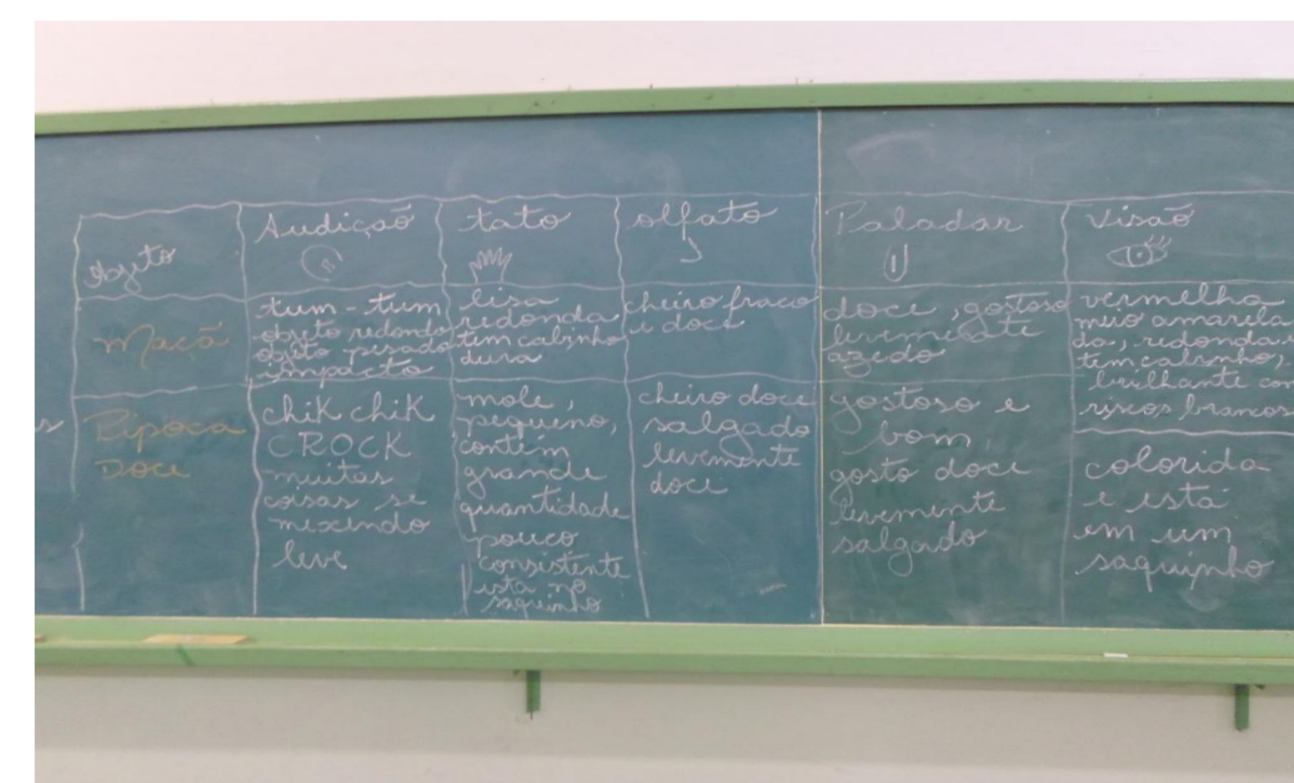 Objeto
Audição
tato
olfato
Paladar
Visão
Maçã
tum-tum
objeto redondo
objeto pesado
impacto
lisa
redonda
tem cabinho
dura
cheiro fraco
e doce
doce, gostoso
levemente
azedo
vermelha
meio amarela
da, redonda,
tem cabinho,
brilhante com
riscos brancos
Pipoca
Doce
chik chik
CROCK
muitas
coisas se
mexendo
leve
mole,
pequeno,
contém
grande
quantidade
pouco
consistente
está no
saquinho
cheiro doce
salgado
levemente
doce
gostoso e
bom,
gosto doce
levemente
salgado
colorida
e está
em um
saquinho